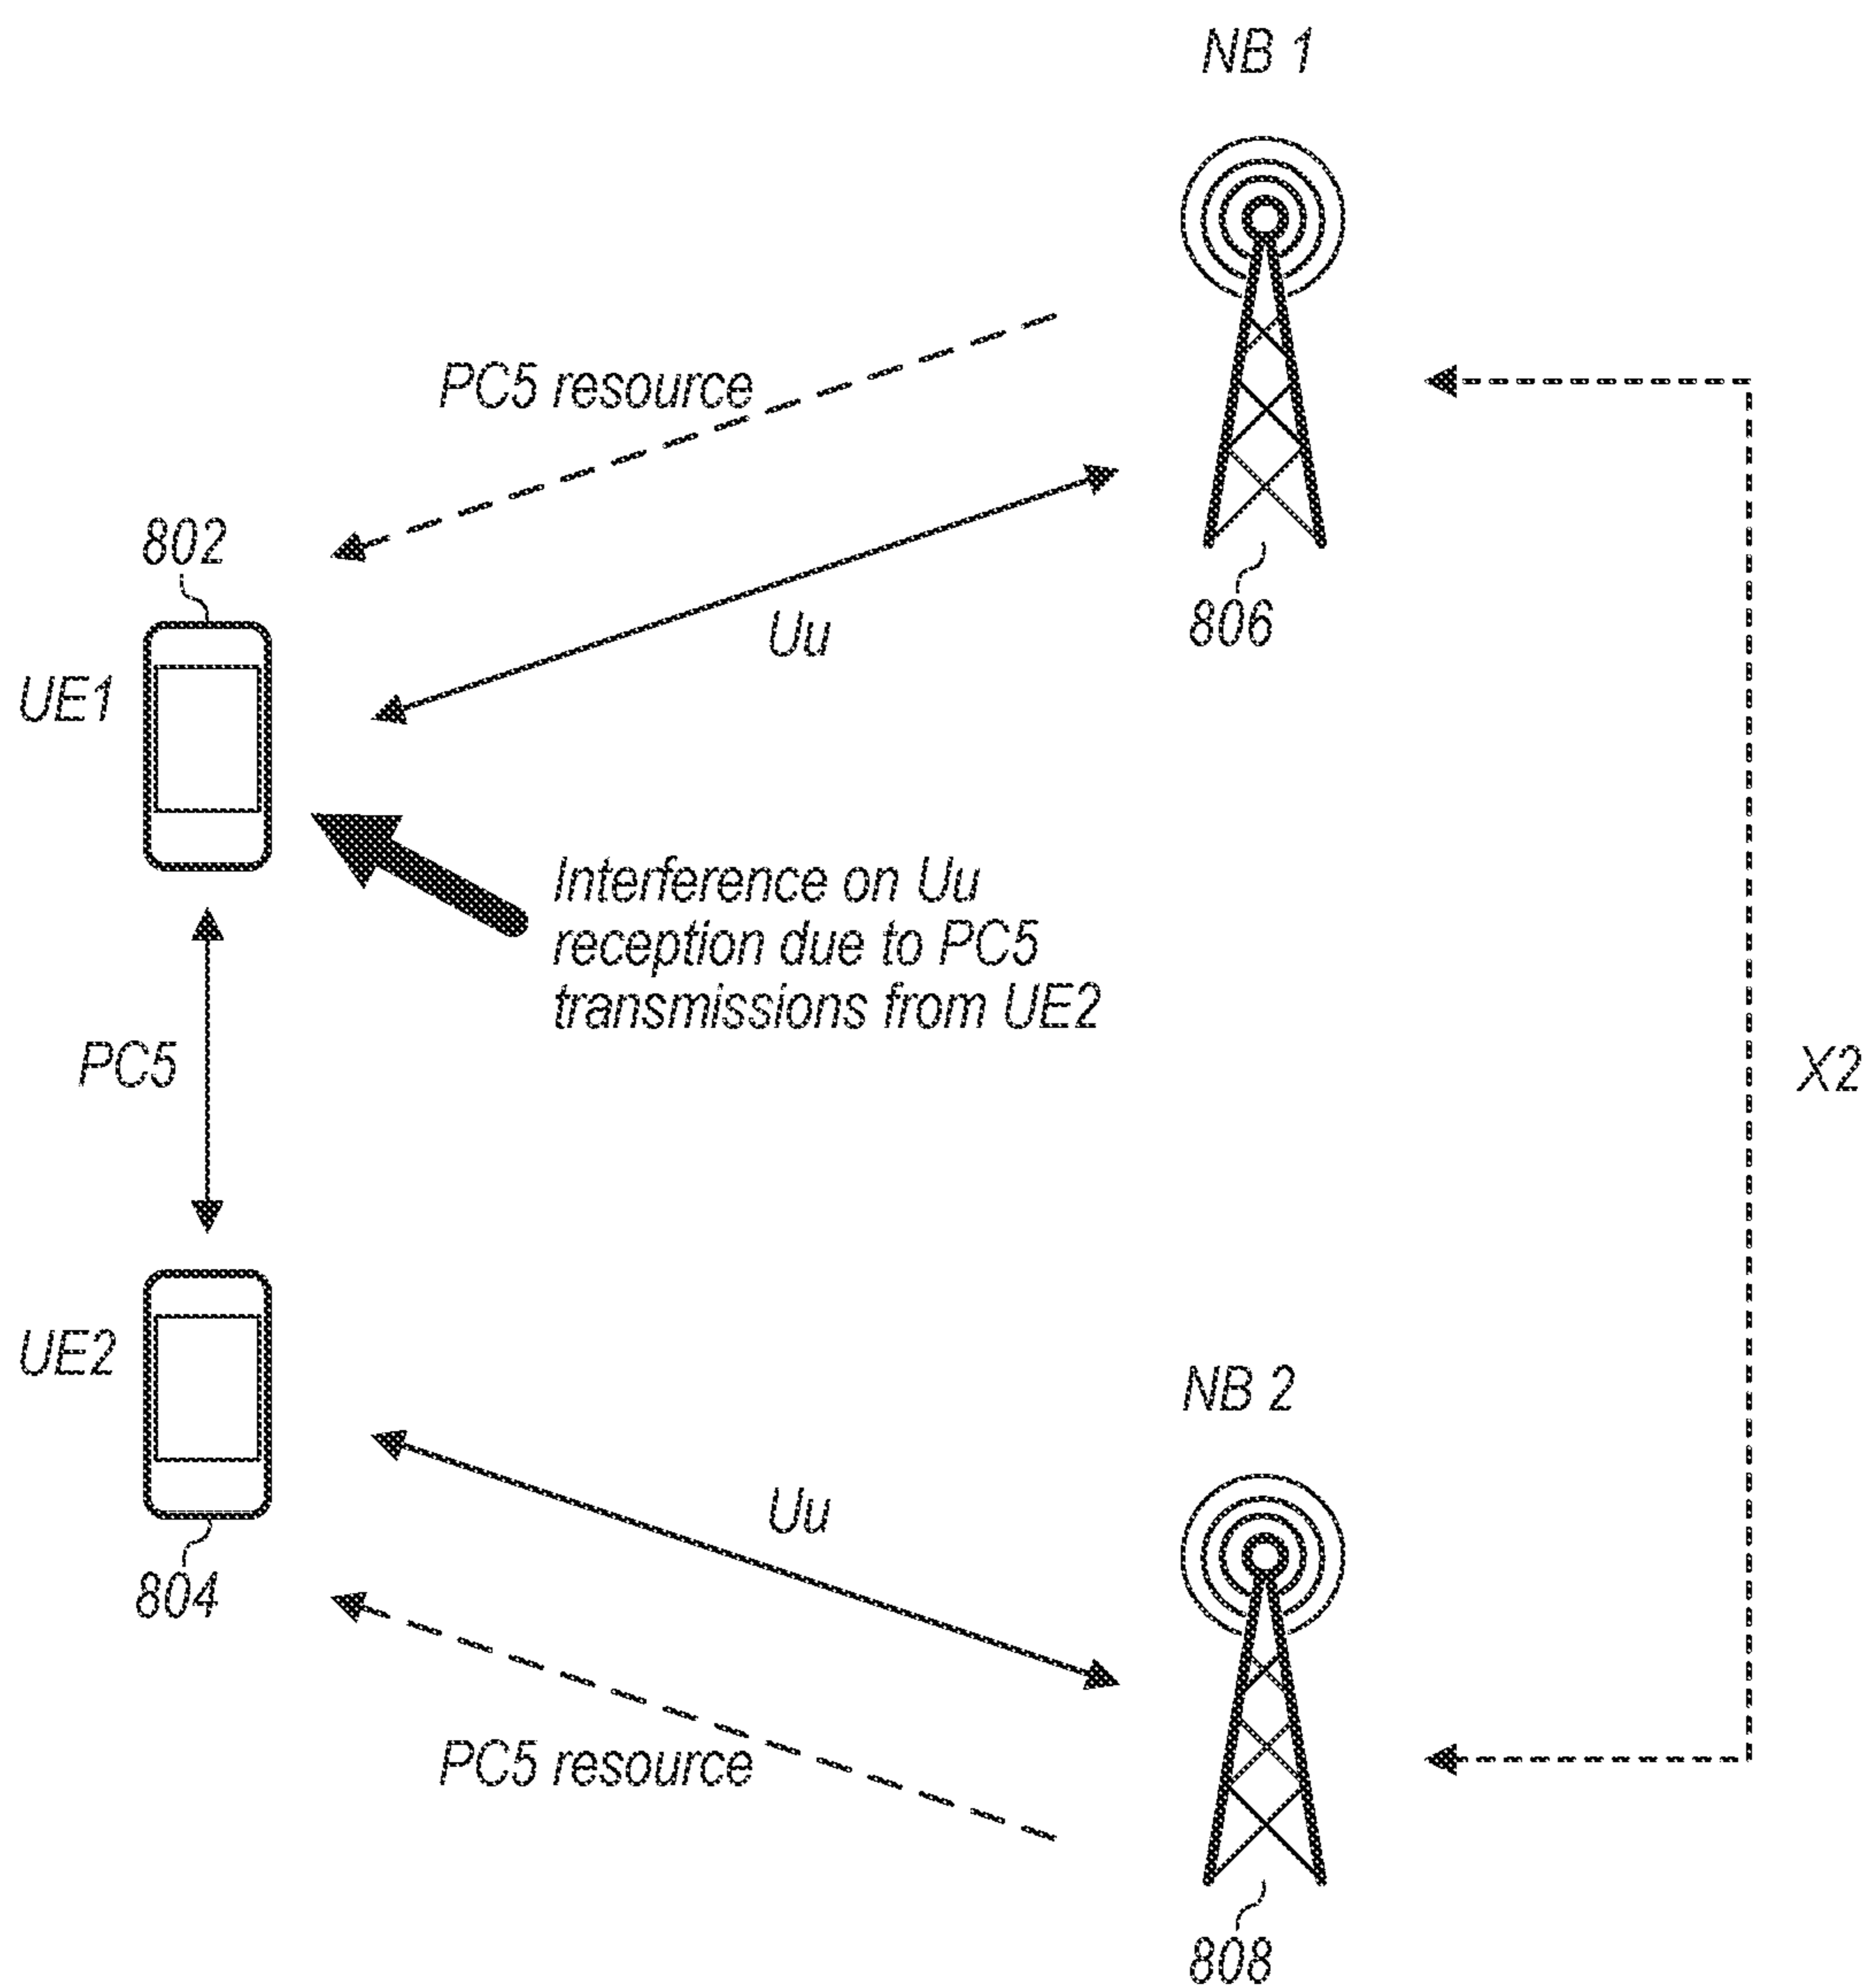 NB 1
PC5 resource
802
Uu
806
UE1
Interference on Uu
reception due to PC5
transmissions from UE2
PC5
X2
UE2
NB 2
Uu
804
PC5 resource
808